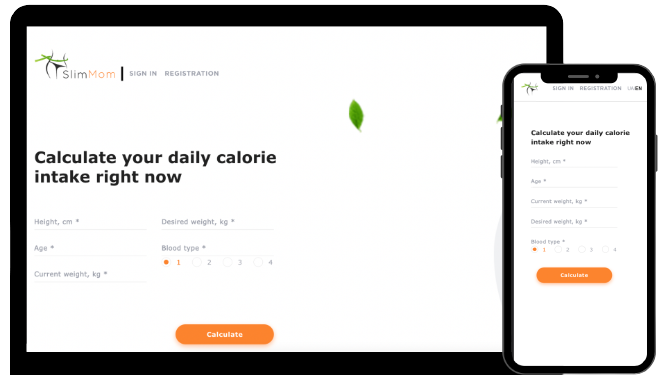 SlimMom SIGN IN REGISTRATION
Calculate your daily calorie
intake right now
Height, cm *
Age *
Current weight, kg *
Desired weight, kg *
Blood type *
1 2 3 4
Calculate
SIGN IN REGISTRATION UA EN
Calculate your daily calorie
intake right now
Height, cm *
Age *
Current weight, kg *
Desired weight, kg *
Blood type *
1 2 3 4
Calculate